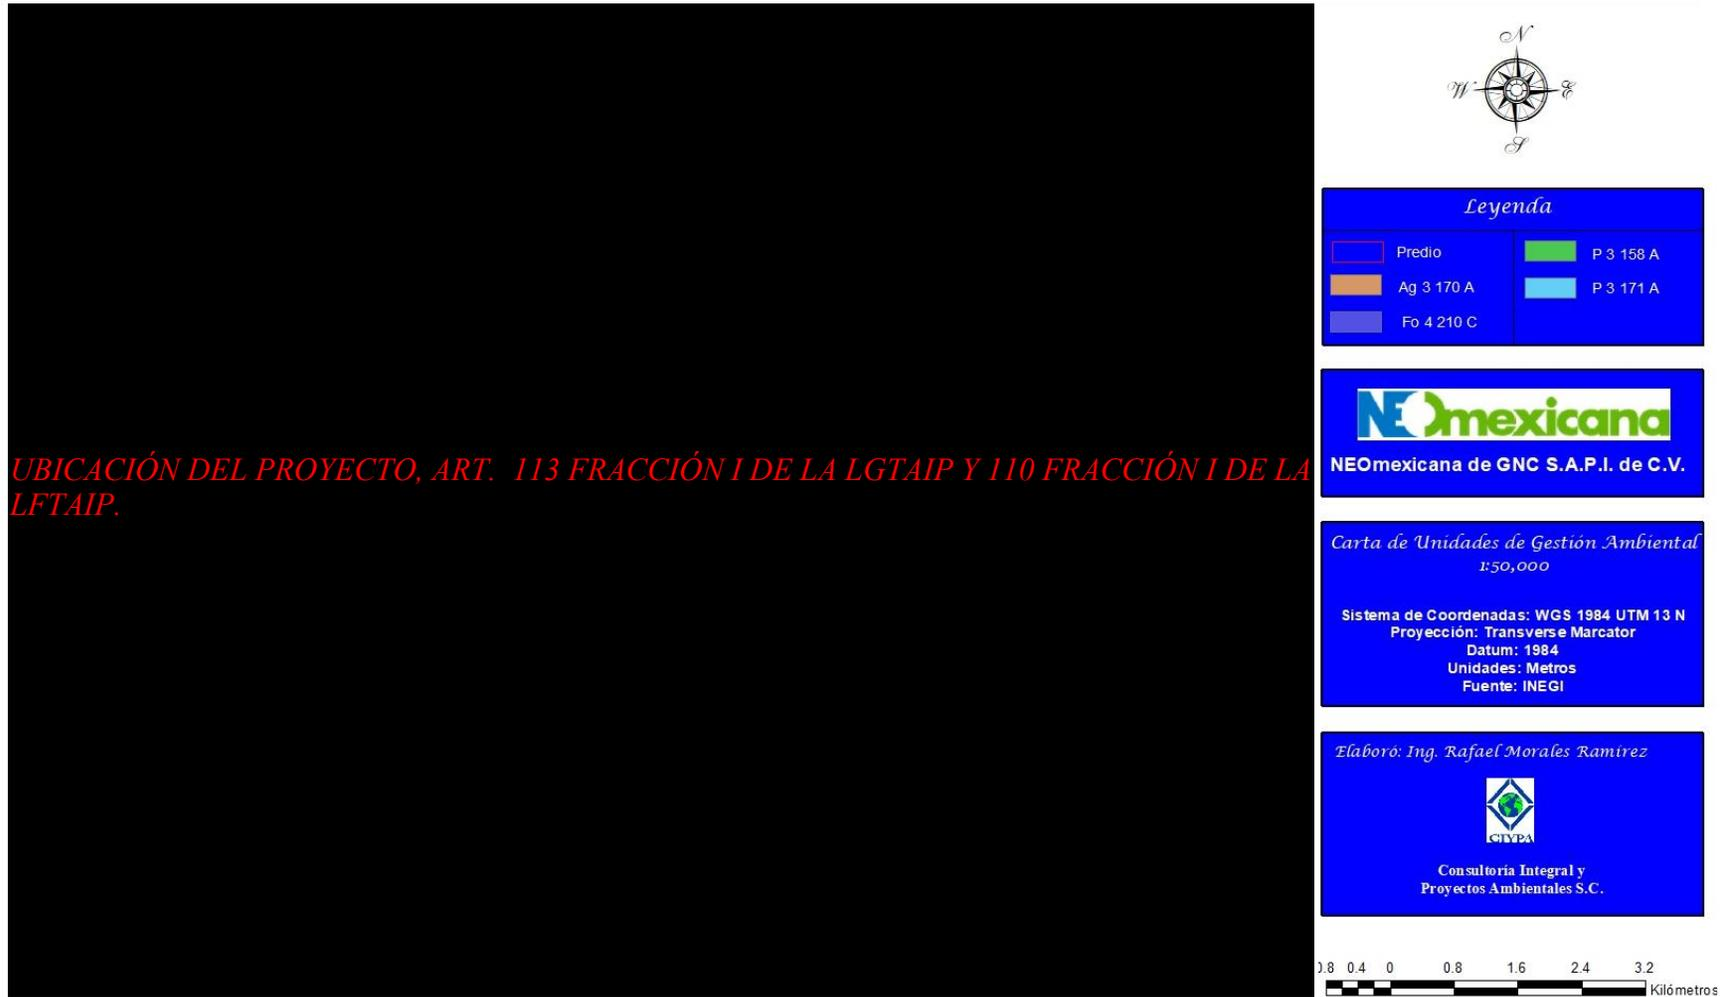 UBICACIÓN DEL PROYECTO, ART. 113 FRACCIÓN I DE LA LGTAIP Y 110 FRACCIÓN I DE LA
LFTAIP.
N
W E
S
Leyenda
Predio
Ag 3 170 A
Fo 4 210 C
P 3 158 A
P 3 171 A
NEOmexicana
NEOmexicana de GNC S.A.P.I. de C.V.
Carta de Unidades de Gestión Ambiental
1:50,000
Sistema de Coordenadas: WGS 1984 UTM 13 N
Proyección: Transverse Marcator
Datum: 1984
Unidades: Metros
Fuente: INEGI
Elaboró: Ing. Rafael Morales Ramírez
CIYPA
Consultoría Integral y
Proyectos Ambientales S.C.
0.8 0.4 0 0.8 1.6 2.4 3.2
Kilómetros